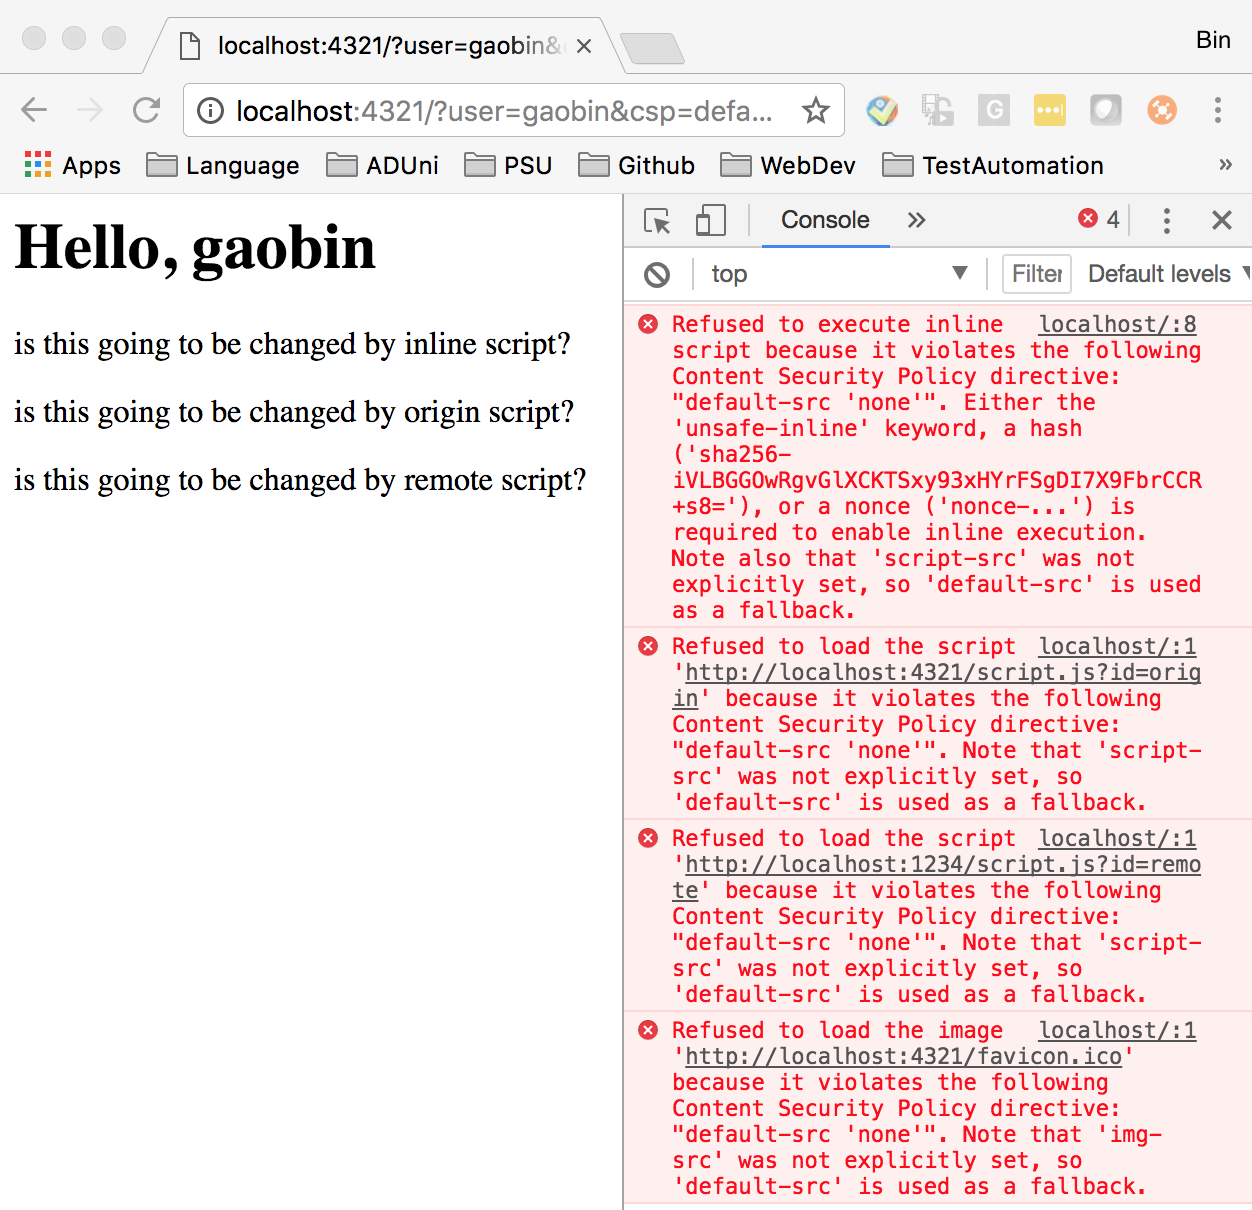 localhost:4321/?user=gaobin&
Bin
localhost:4321/?user=gaobin&csp=defa...
G
Apps
Language
ADUni
PSU
Github
WebDev
TestAutomation
»
Hello, gaobin
is this going to be changed by inline script?
is this going to be changed by origin script?
is this going to be changed by remote script?
Console
4
top
Filter
Default levels
Refused to execute inline localhost/:8
script because it violates the following
Content Security Policy directive:
"default-src 'none'". Either the
'unsafe-inline' keyword, a hash
('sha256-
iVLBGGOwRgvGlXCKTSxy93xHYrFSgDI7X9FbrCCR
+s8='), or a nonce ('nonce-...') is
required to enable inline execution.
Note also that 'script-src' was not
explicitly set, so 'default-src' is used
as a fallback.
Refused to load the script localhost/:1
'http://localhost:4321/script.js?id=orig
in' because it violates the following
Content Security Policy directive:
"default-src 'none'". Note that 'script-
src' was not explicitly set, so
'default-src' is used as a fallback.
Refused to load the script localhost/:1
'http://localhost:1234/script.js?id=remo
te' because it violates the following
Content Security Policy directive:
"default-src 'none'". Note that 'script-
src' was not explicitly set, so
'default-src' is used as a fallback.
Refused to load the image localhost/:1
'http://localhost:4321/favicon.ico'
because it violates the following
Content Security Policy directive:
"default-src 'none'". Note that 'img-
src' was not explicitly set, so
'default-src' is used as a fallback.